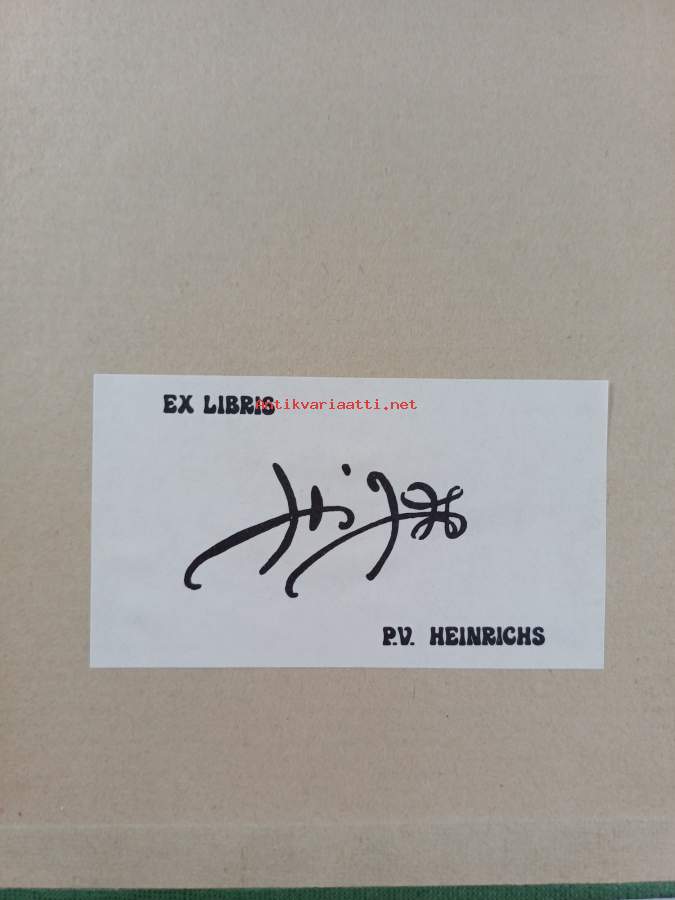 EX LIBRIS
antikvariaatti.net
P.V. HEINRICHS